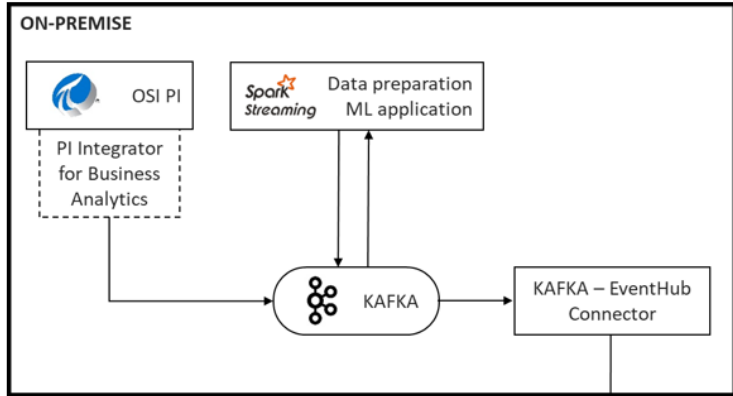 ON-PREMISE
OSI PI
PI Integrator
for Business
Analytics
Spark
Streaming
Data preparation
ML application
KAFKA
KAFKA – EventHub
Connector